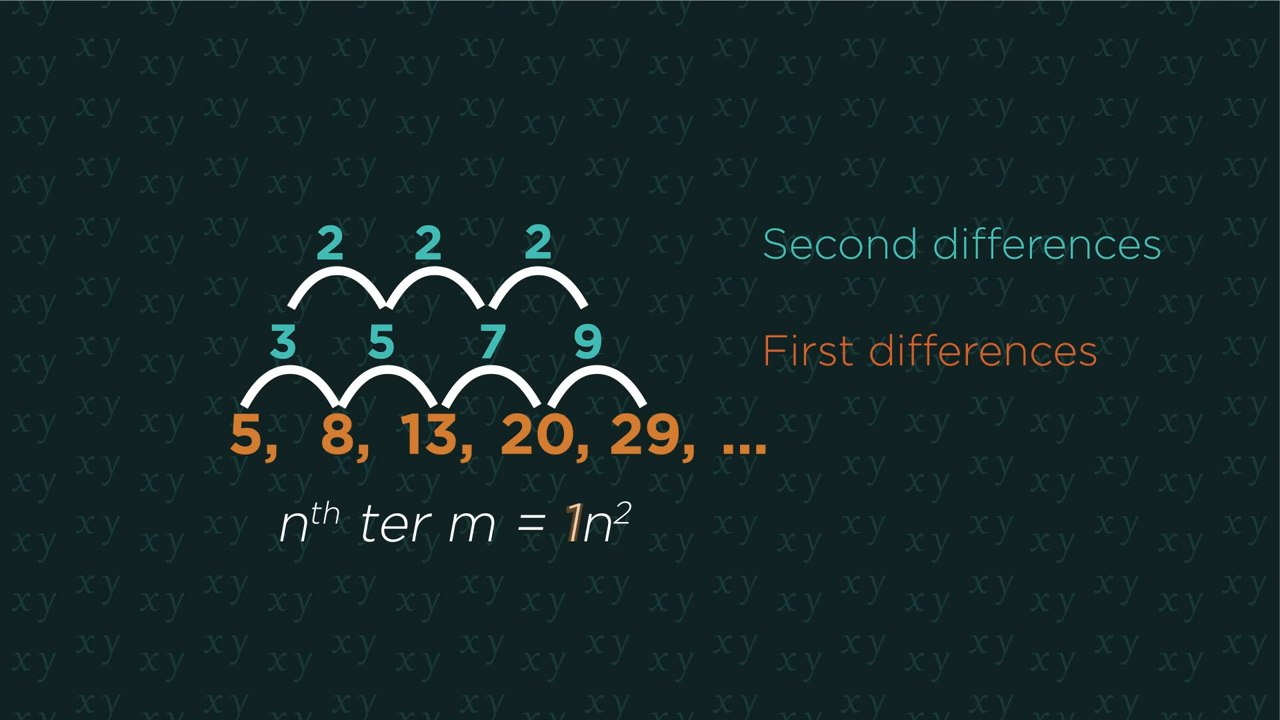 2 2 2 Second differences
3 5 7 9 First differences
5, 8, 13, 20, 29, ...
nᵗʰ ter m = 1n²